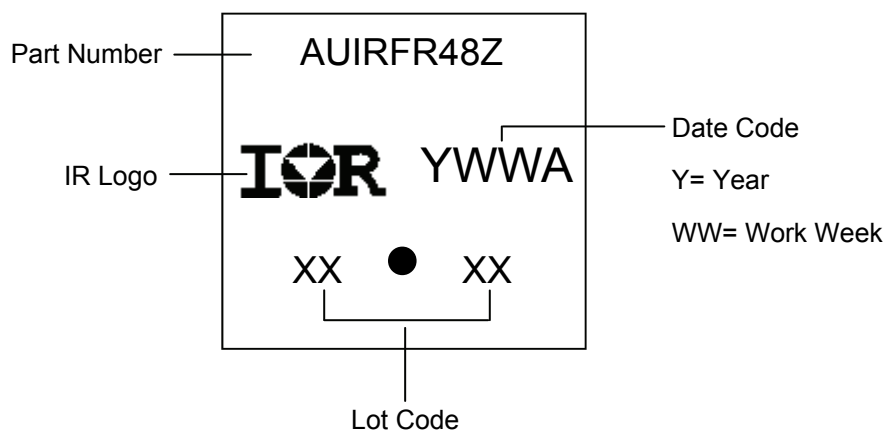 Part Number
AUIRFR48Z
IR Logo
IOR
YWWA
Date Code
Y= Year
WW= Work Week
XX
XX
Lot Code